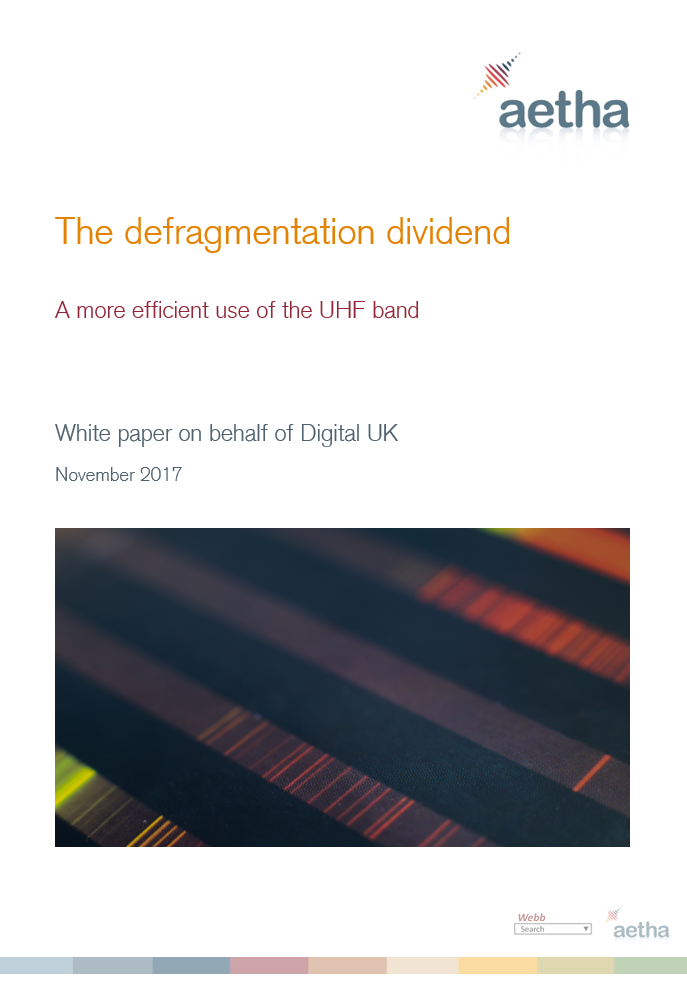 aetha
The defragmentation dividend
A more efficient use of the UHF band
White paper on behalf of Digital UK
November 2017
Webb
Search
aetha